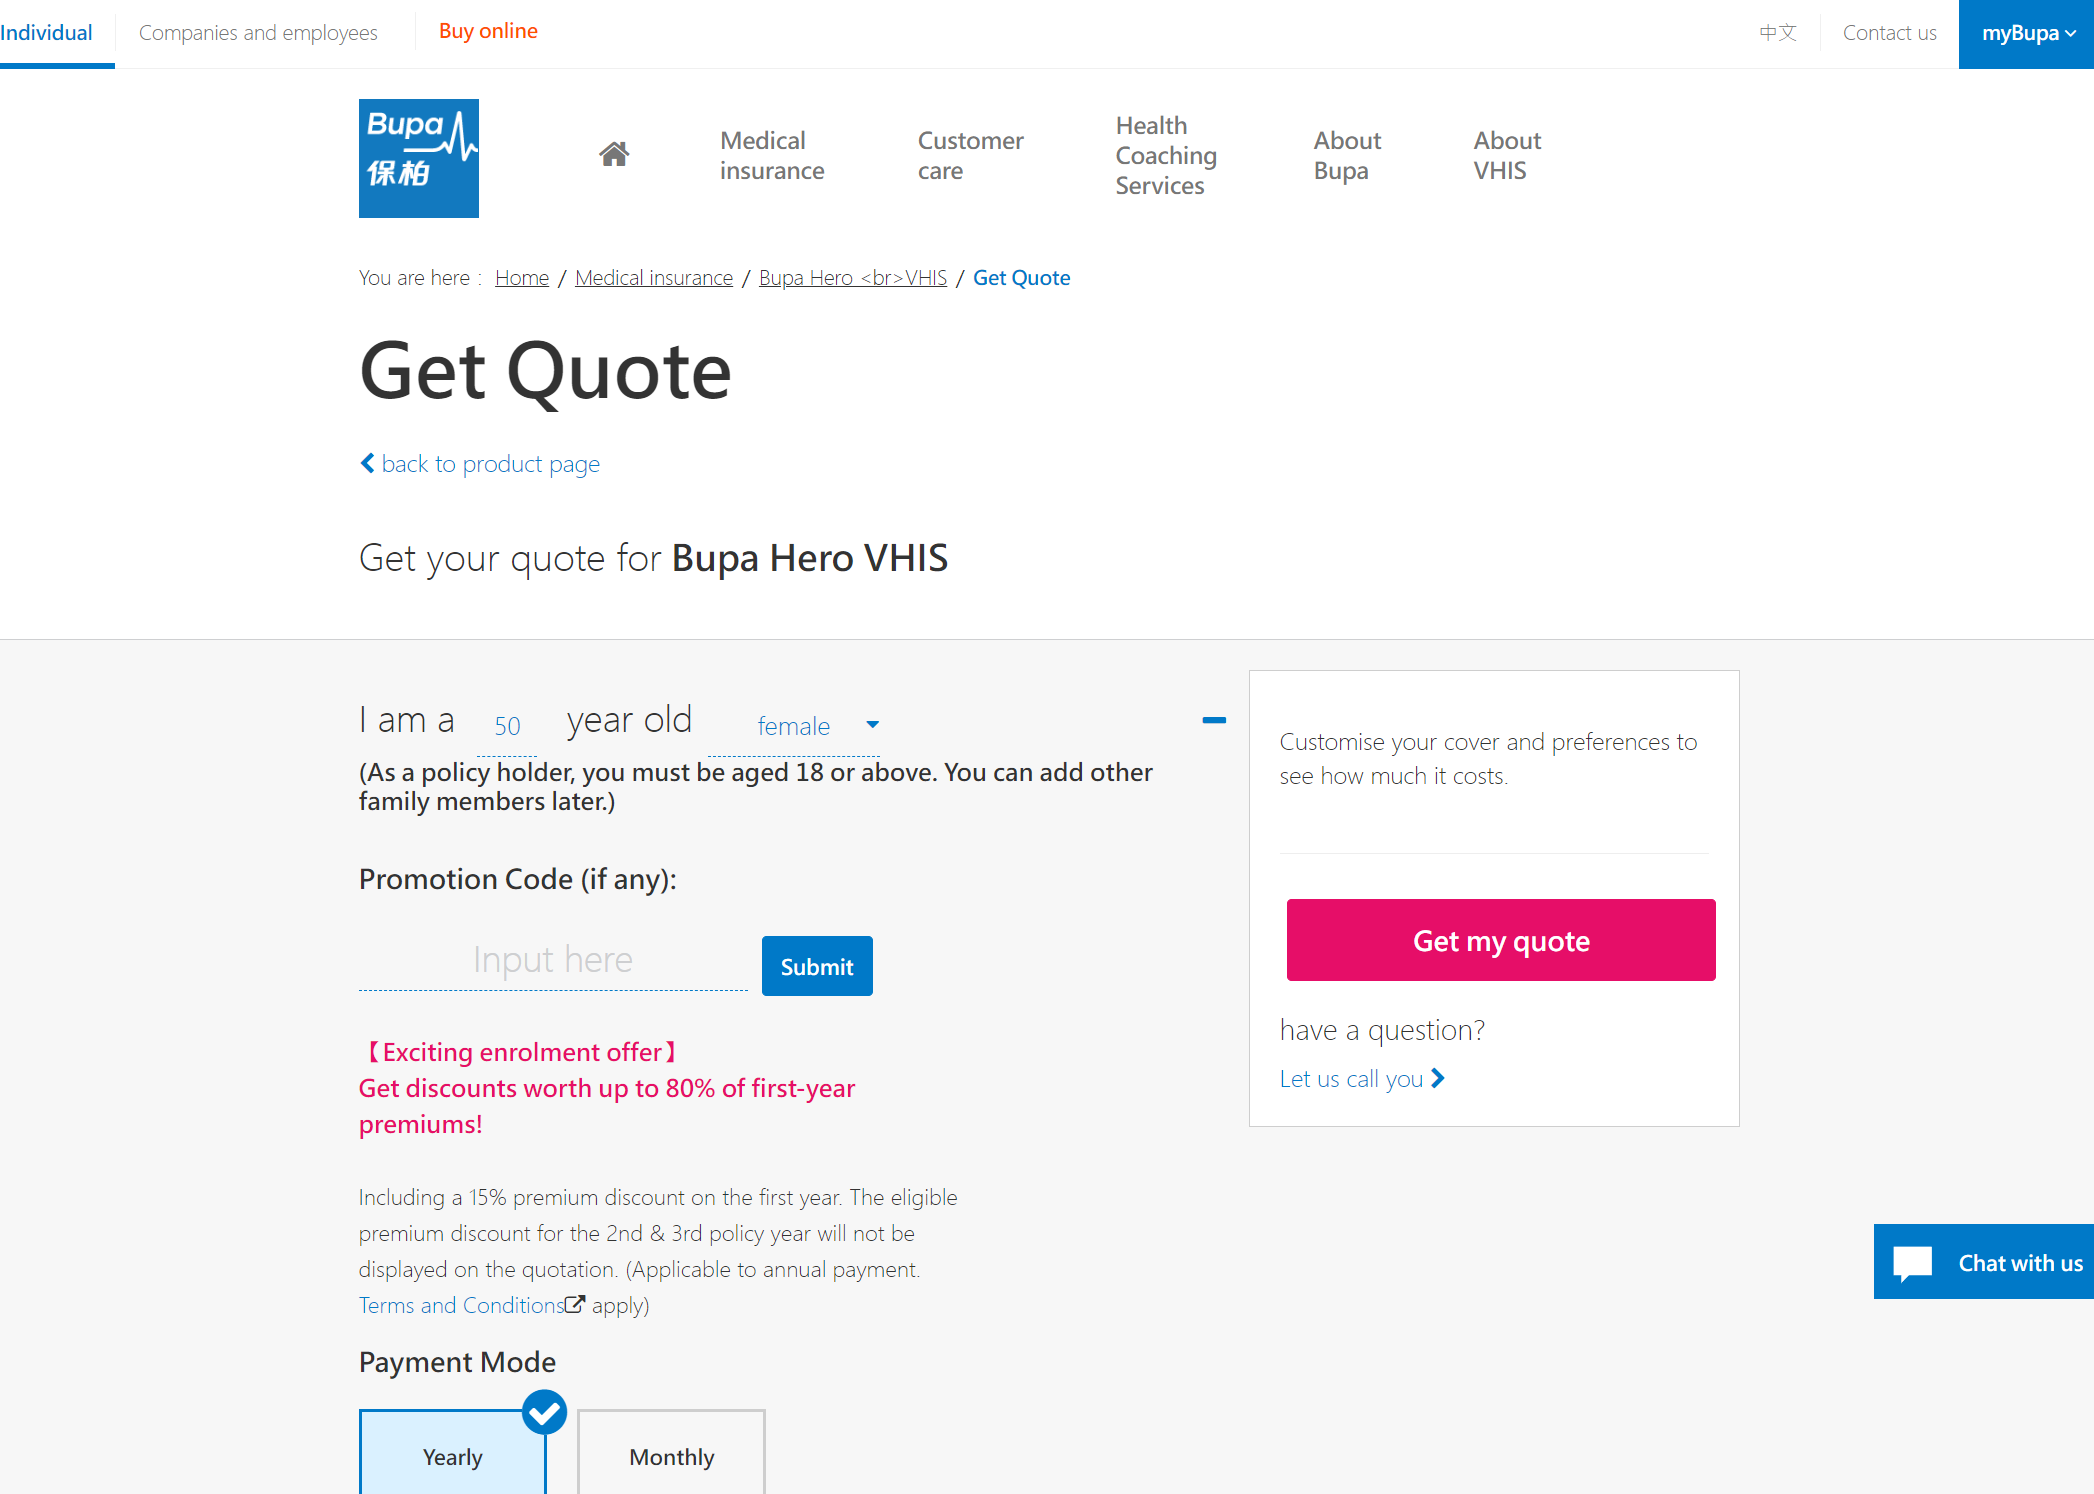 Individual
Companies and employees
Buy online
中文
Contact us
myBupa
Bupa
保柏
Medical
insurance
Customer
care
Health
Coaching
Services
About
Bupa
About
VHIS
You are here : Home / Medical insurance / Bupa Hero <br>VHIS / Get Quote
Get Quote
back to product page
Get your quote for Bupa Hero VHIS
I am a 50 year old female
(As a policy holder, you must be aged 18 or above. You can add other
family members later.)
Promotion Code (if any):
Input here
Submit
【Exciting enrolment offer】
Get discounts worth up to 80% of first-year
premiums!
Including a 15% premium discount on the first year. The eligible
premium discount for the 2nd & 3rd policy year will not be
displayed on the quotation. (Applicable to annual payment.
Terms and Conditions apply)
Payment Mode
Yearly
Monthly
Customise your cover and preferences to
see how much it costs.
Get my quote
have a question?
Let us call you
Chat with us